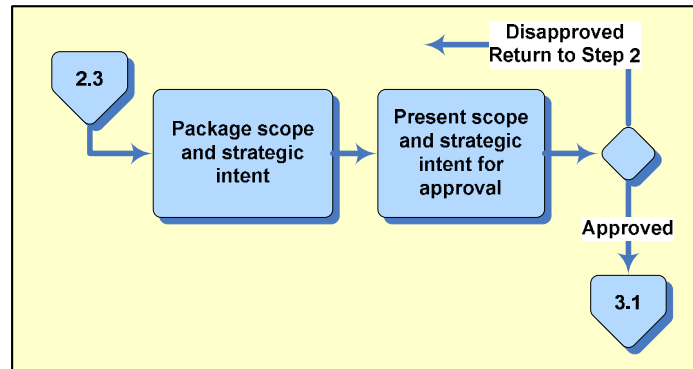 Disapproved
Return to Step 2
2.3
Package scope
and strategic
intent
Present scope
and strategic
intent for
approval
Approved
3.1